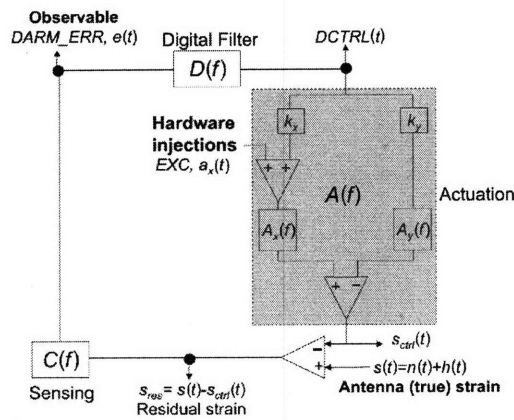 Observable
DARM_ERR, e(t)
Digital Filter
D(f)
DCTRL(t)
k_x
k_y
Hardware
injections
EXC, a_x(t)
+ +
A(f)
Actuation
A_x(f)
A_y(f)
+ −
s_ctrl(t)
−
+
s(t)=n(t)+h(t)
Antenna (true) strain
C(f)
Sensing
s_res= s(t)-s_ctrl(t)
Residual strain